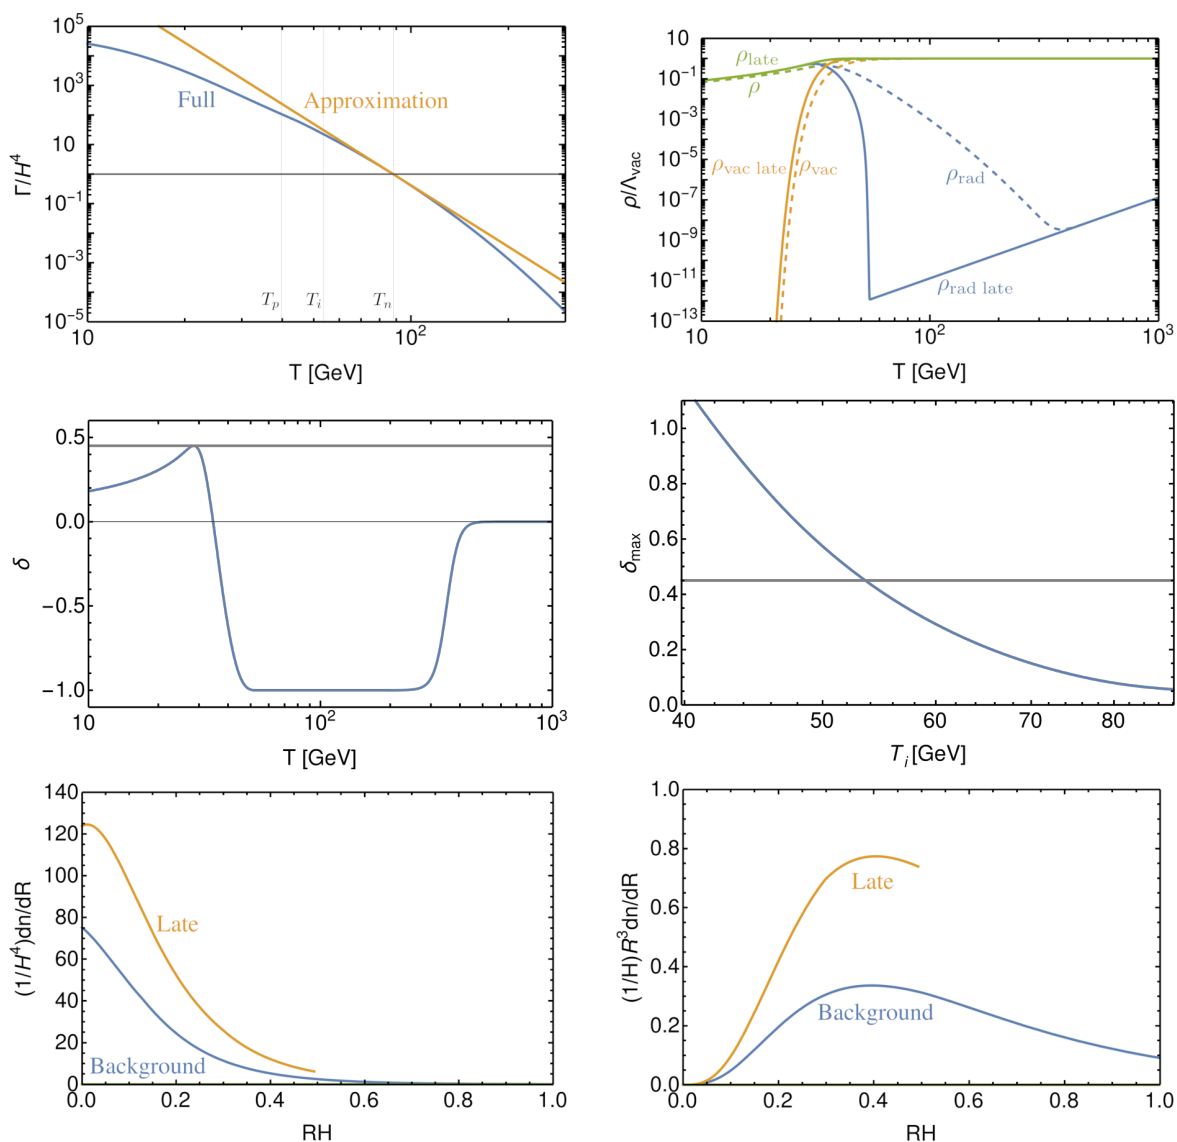 10^5
10^3
10
10^-1
10^-3
10^-5
Γ/H^4
Full
Approximation
T_p
T_i
T_n
10
10^2
T [GeV]
10
10^-1
10^-3
10^-5
10^-7
10^-9
10^-11
10^-13
ρ/Λ_vac
ρ_late
ρ
ρ_vac late
ρ_vac
ρ_rad
ρ_rad late
10
10^2
10^3
T [GeV]
0.5
0.0
−0.5
−1.0
δ
10
10^2
10^3
T [GeV]
1.0
0.8
0.6
0.4
0.2
0.0
δ_max
40
50
60
70
80
T_i [GeV]
140
120
100
80
60
40
20
0
(1/H^4)dn/dR
Late
Background
0.0
0.2
0.4
0.6
0.8
1.0
RH
1.0
0.8
0.6
0.4
0.2
0.0
(1/H)R^3dn/dR
Late
Background
0.0
0.2
0.4
0.6
0.8
1.0
RH